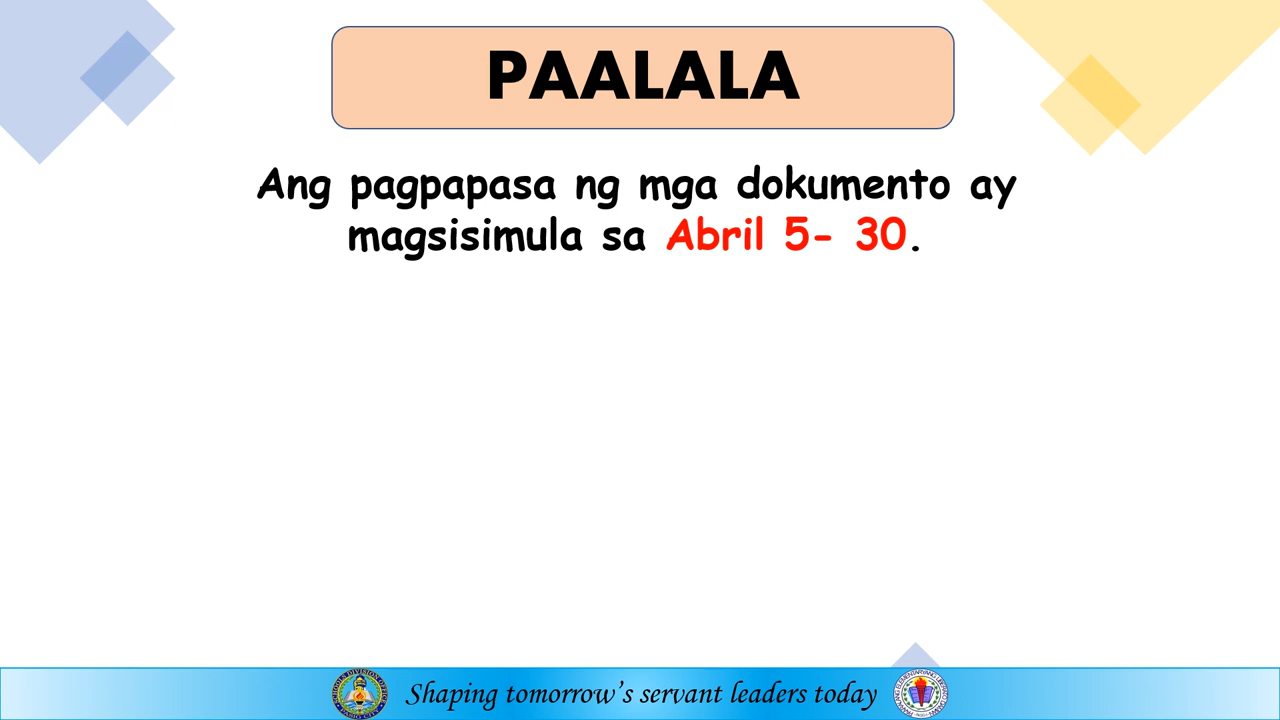 PAALALA
Ang pagpapasa ng mga dokumento ay
magsisimula sa Abril 5- 30.
Shaping tomorrow's servant leaders today